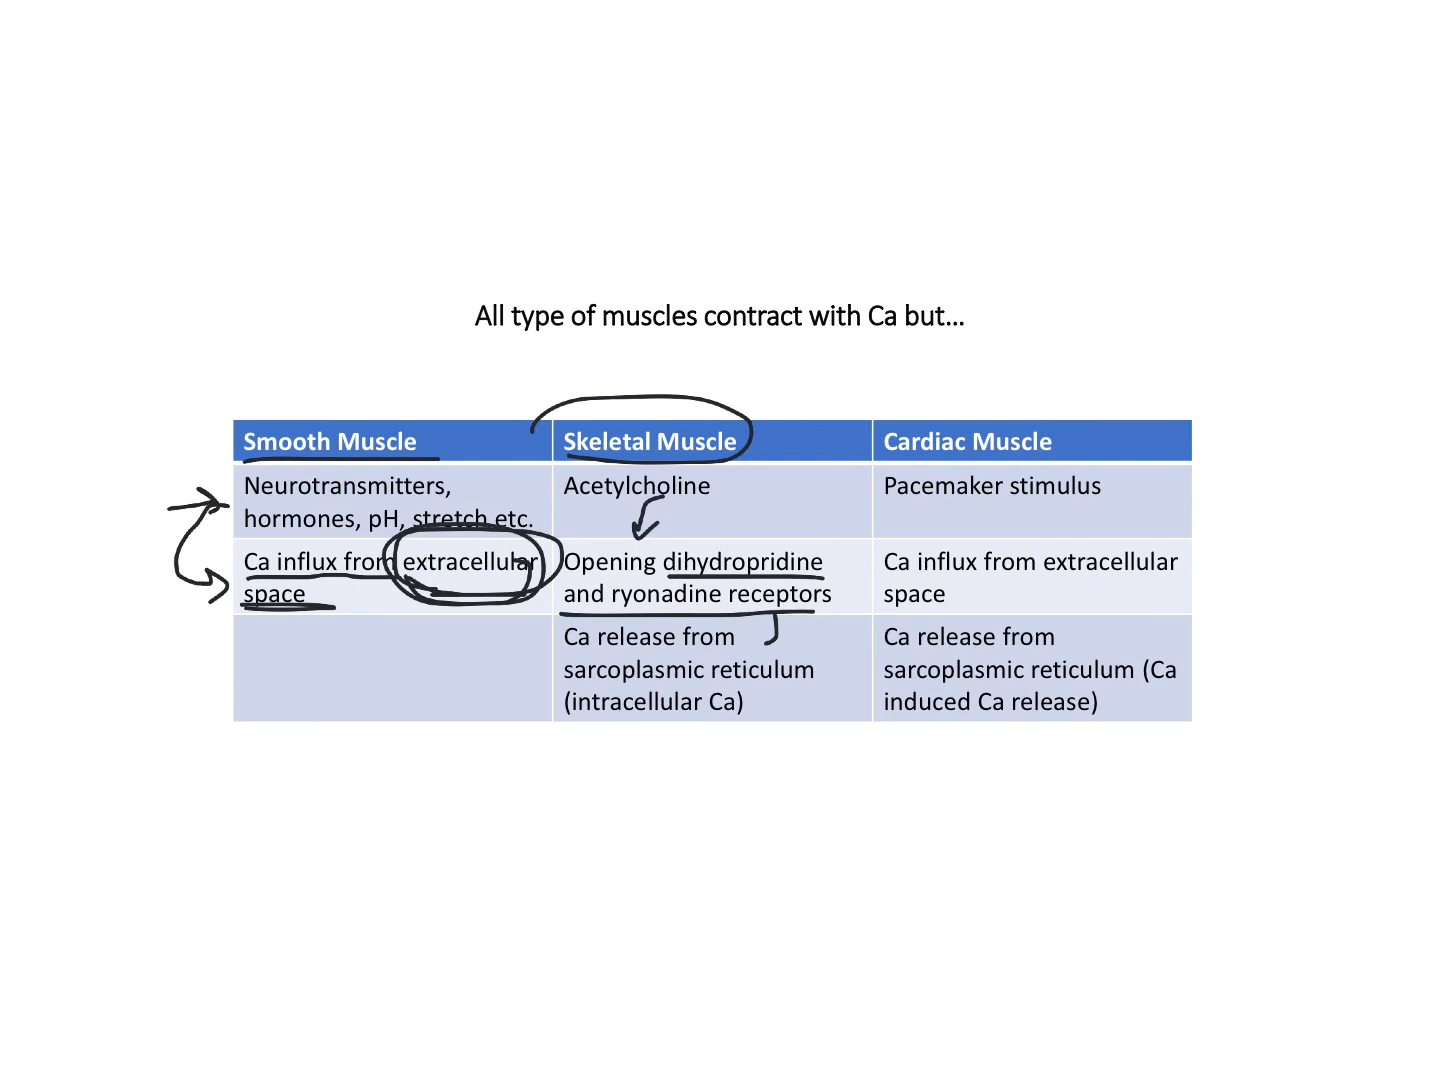 All type of muscles contract with Ca but...
Smooth Muscle
Skeletal Muscle
Cardiac Muscle
Neurotransmitters,
hormones, pH, stretch etc.
Acetylcholine
Pacemaker stimulus
Ca influx from extracellular
space
Opening dihydropridine
and ryonadine receptors
Ca influx from extracellular
space
Ca release from
sarcoplasmic reticulum
(intracellular Ca)
Ca release from
sarcoplasmic reticulum (Ca
induced Ca release)